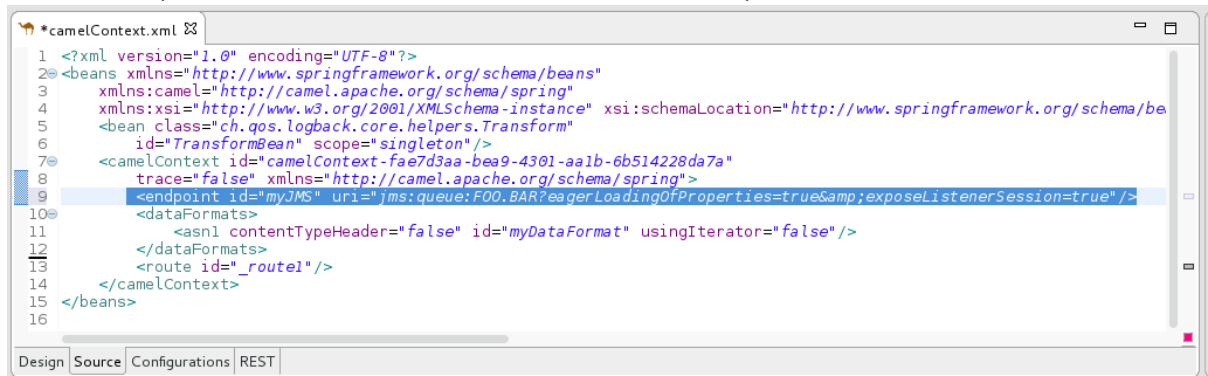 *camelContext.xml
1 <?xml version="1.0" encoding="UTF-8"?>
2 <beans xmlns="http://www.springframework.org/schema/beans"
3 xmlns:camel="http://camel.apache.org/schema/spring"
4 xmlns:xsi="http://www.w3.org/2001/XMLSchema-instance" xsi:schemaLocation="http://www.springframework.org/schema/be
5 <bean class="ch.qos.logback.core.helpers.Transform"
6 id="TransformBean" scope="singleton"/>
7 <camelContext id="camelContext-fae7d3aa-bea9-4301-aa1b-6b514228da7a"
8 trace="false" xmlns="http://camel.apache.org/schema/spring">
9 <endpoint id="myJMS" uri="jms:queue:FOO.BAR?eagerLoadingOfProperties=true&amp;exposeListenerSession=true"/>
10 <dataFormats>
11 <asn1 contentTypeHeader="false" id="myDataFormat" usingIterator="false"/>
12 </dataFormats>
13 <route id="_route1"/>
14 </camelContext>
15 </beans>
16
Design Source Configurations REST